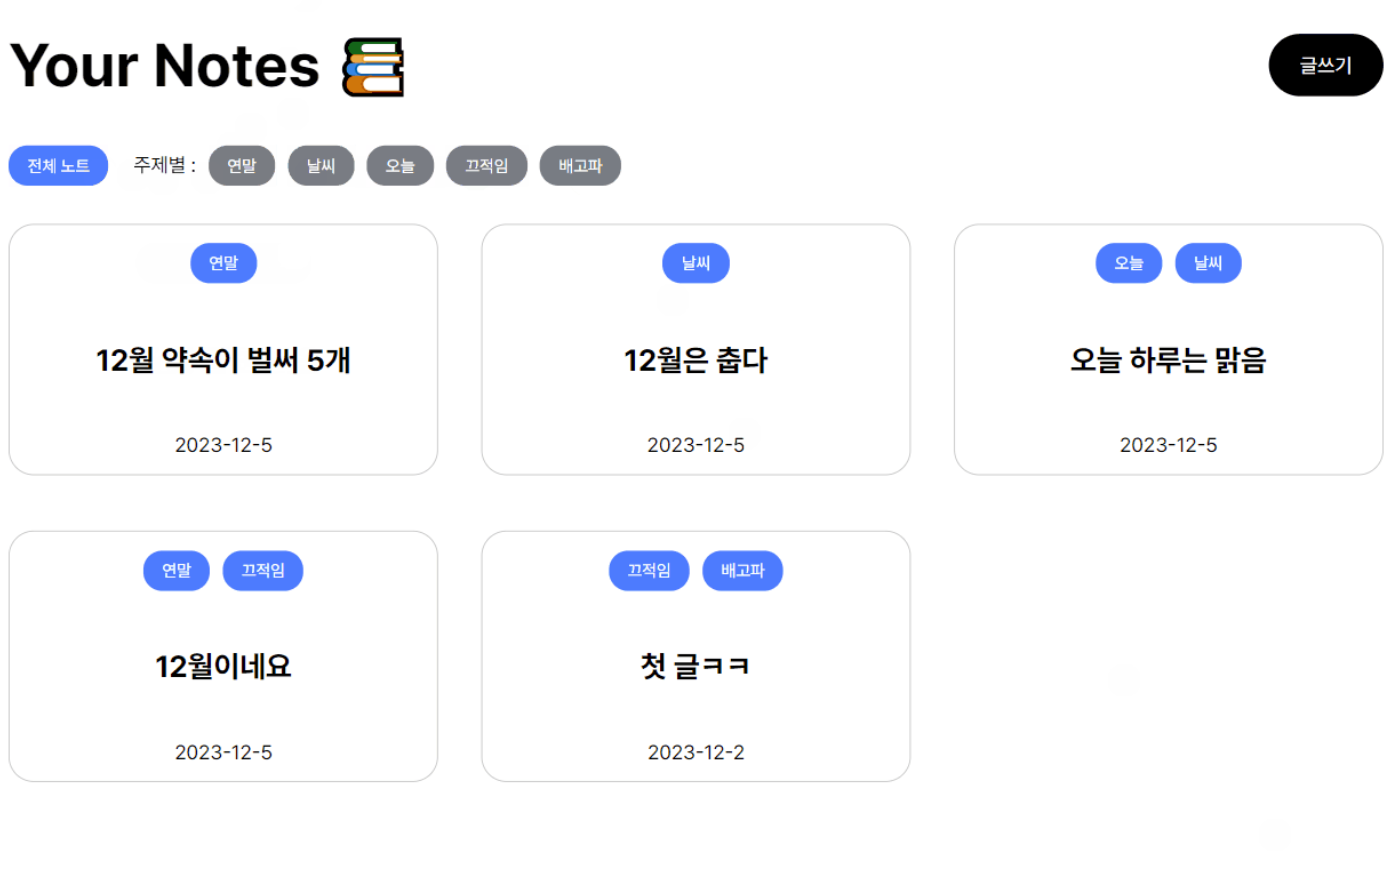 Your Notes 📚
글쓰기
전체 노트 주제별 : 연말 날씨 오늘 끄적임 배고파
연말
12월 약속이 벌써 5개
2023-12-5
날씨
12월은 춥다
2023-12-5
오늘 날씨
오늘 하루는 맑음
2023-12-5
연말 끄적임
12월이네요
2023-12-5
끄적임 배고파
첫 글ㅋㅋ
2023-12-2